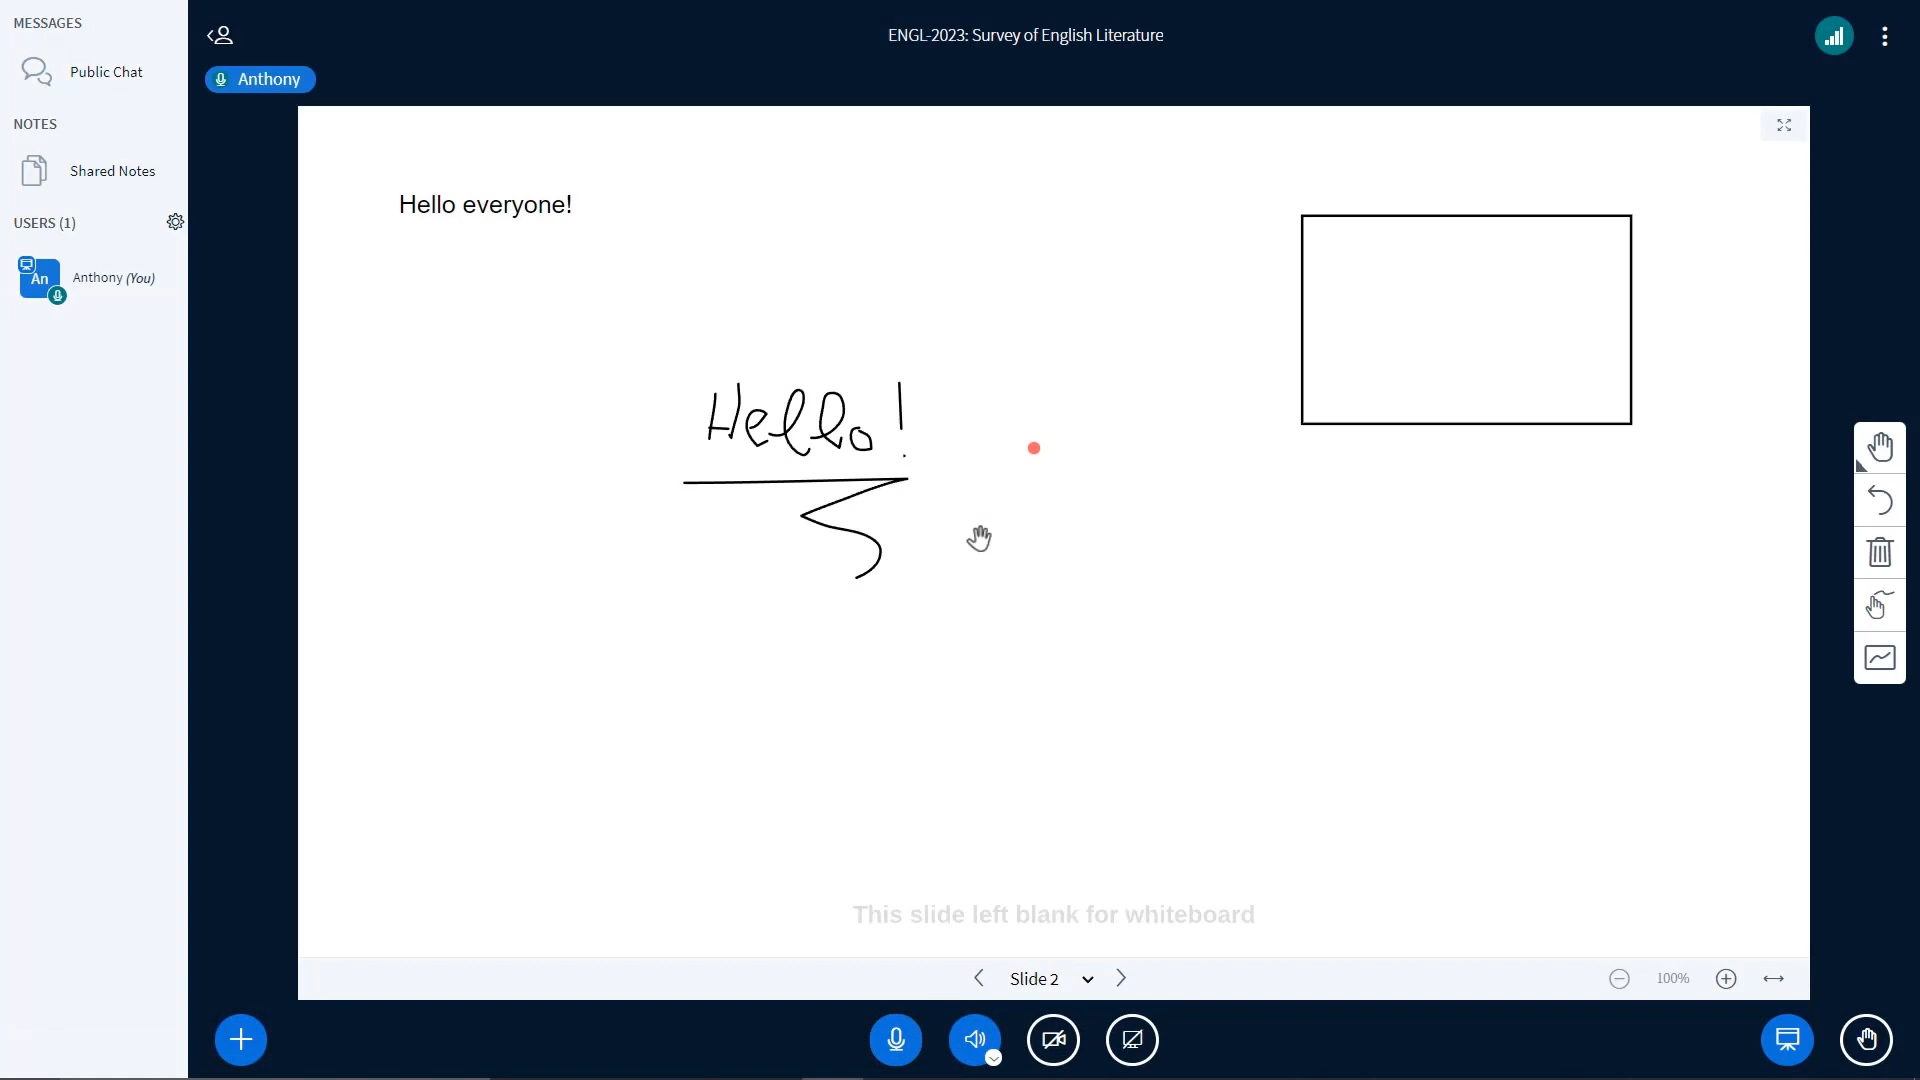 MESSAGES
Public Chat
NOTES
Shared Notes
USERS (1)
An
Anthony (You)
ENGL-2023: Survey of English Literature
Anthony
Hello everyone!
Hello!
This slide left blank for whiteboard
Slide 2
100%